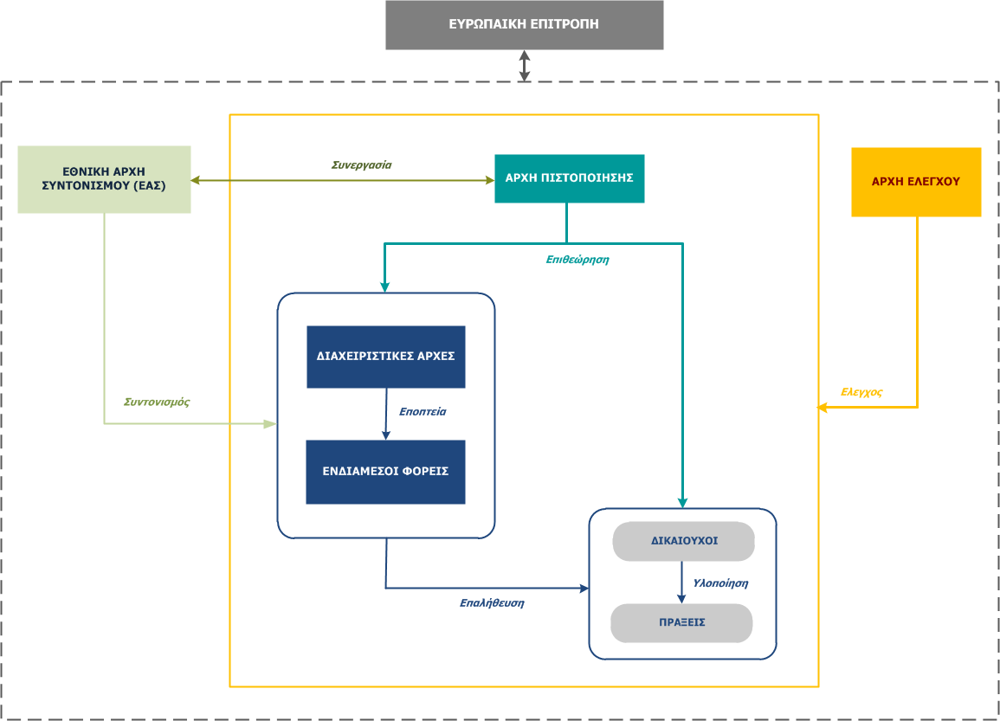 ΕΥΡΩΠΑΙΚΗ ΕΠΙΤΡΟΠΗ
ΕΘΝΙΚΗ ΑΡΧΗ
ΣΥΝΤΟΝΙΣΜΟΥ (ΕΑΣ)
Συνεργασία
ΑΡΧΗ ΠΙΣΤΟΠΟΙΗΣΗΣ
ΑΡΧΗ ΕΛΕΓΧΟΥ
Επιθεώρηση
ΔΙΑΧΕΙΡΙΣΤΙΚΕΣ ΑΡΧΕΣ
Συντονισμός
Εποπτεία
Ελεγχος
ΕΝΔΙΑΜΕΣΟΙ ΦΟΡΕΙΣ
ΔΙΚΑΙΟΥΧΟΙ
Υλοποίηση
Επαλήθευση
ΠΡΑΞΕΙΣ